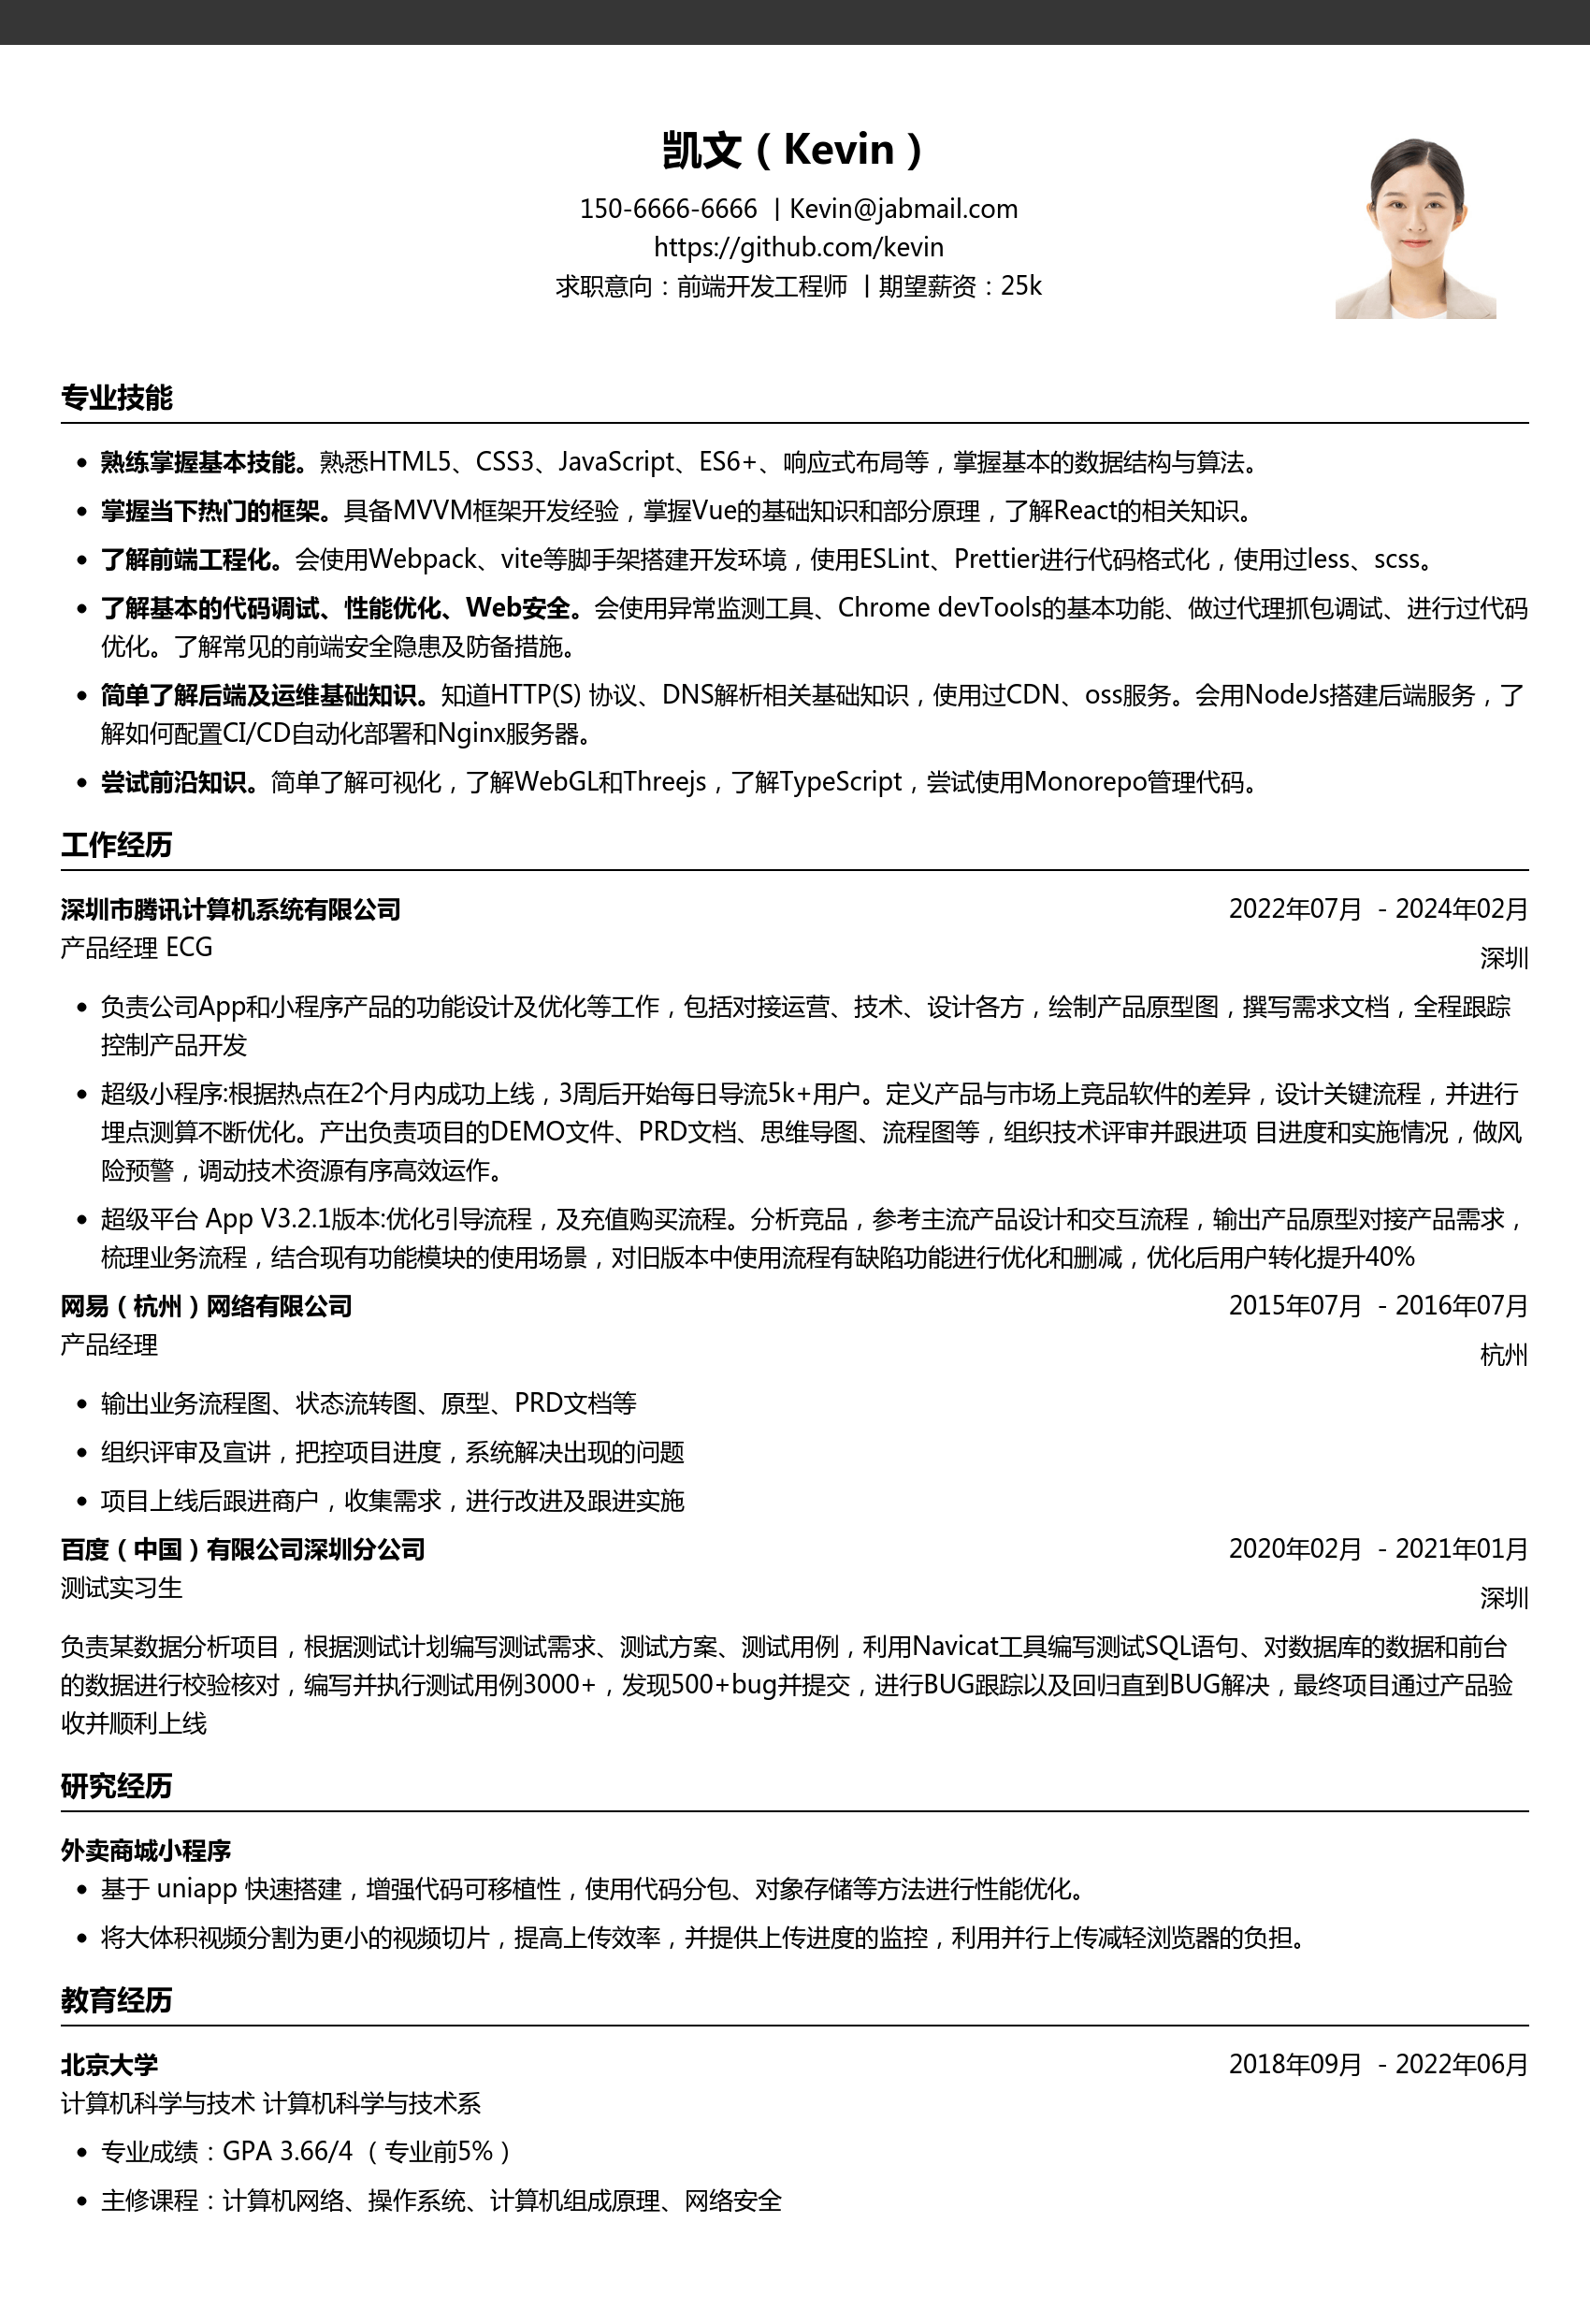 凯文（Kevin）
150-6666-6666 | Kevin@jabmail.com
https://github.com/kevin
求职意向：前端开发工程师 | 期望薪资：25k
专业技能
• 熟练掌握基本技能。熟悉HTML5、CSS3、JavaScript、ES6+、响应式布局等，掌握基本的数据结构与算法。
• 掌握当下热门的框架。具备MVVM框架开发经验，掌握Vue的基础知识和部分原理，了解React的相关知识。
• 了解前端工程化。会使用Webpack、vite等脚手架搭建开发环境，使用ESLint、Prettier进行代码格式化，使用过less、scss。
• 了解基本的代码调试、性能优化、Web安全。会使用异常监测工具、Chrome devTools的基本功能、做过代理抓包调试、进行过代码
优化。了解常见的前端安全隐患及防备措施。
• 简单了解后端及运维基础知识。知道HTTP(S) 协议、DNS解析相关基础知识，使用过CDN、oss服务。会用NodeJs搭建后端服务，了
解如何配置CI/CD自动化部署和Nginx服务器。
• 尝试前沿知识。简单了解可视化，了解WebGL和Threejs，了解TypeScript，尝试使用Monorepo管理代码。
工作经历
深圳市腾讯计算机系统有限公司 2022年07月 - 2024年02月
产品经理 ECG 深圳
• 负责公司App和小程序产品的功能设计及优化等工作，包括对接运营、技术、设计各方，绘制产品原型图，撰写需求文档，全程跟踪
控制产品开发
• 超级小程序:根据热点在2个月内成功上线，3周后开始每日导流5k+用户。定义产品与市场上竞品软件的差异，设计关键流程，并进行
埋点测算不断优化。产出负责项目的DEMO文件、PRD文档、思维导图、流程图等，组织技术评审并跟进项 目进度和实施情况，做风
险预警，调动技术资源有序高效运作。
• 超级平台 App V3.2.1版本:优化引导流程，及充值购买流程。分析竞品，参考主流产品设计和交互流程，输出产品原型对接产品需求，
梳理业务流程，结合现有功能模块的使用场景，对旧版本中使用流程有缺陷功能进行优化和删减，优化后用户转化提升40%
网易（杭州）网络有限公司 2015年07月 - 2016年07月
产品经理 杭州
• 输出业务流程图、状态流转图、原型、PRD文档等
• 组织评审及宣讲，把控项目进度，系统解决出现的问题
• 项目上线后跟进商户，收集需求，进行改进及跟进实施
百度（中国）有限公司深圳分公司 2020年02月 - 2021年01月
测试实习生 深圳
负责某数据分析项目，根据测试计划编写测试需求、测试方案、测试用例，利用Navicat工具编写测试SQL语句、对数据库的数据和前台
的数据进行校验核对，编写并执行测试用例3000+，发现500+bug并提交，进行BUG跟踪以及回归直到BUG解决，最终项目通过产品验
收并顺利上线
研究经历
外卖商城小程序
• 基于 uniapp 快速搭建，增强代码可移植性，使用代码分包、对象存储等方法进行性能优化。
• 将大体积视频分割为更小的视频切片，提高上传效率，并提供上传进度的监控，利用并行上传减轻浏览器的负担。
教育经历
北京大学 2018年09月 - 2022年06月
计算机科学与技术 计算机科学与技术系
• 专业成绩：GPA 3.66/4 （专业前5%）
• 主修课程：计算机网络、操作系统、计算机组成原理、网络安全